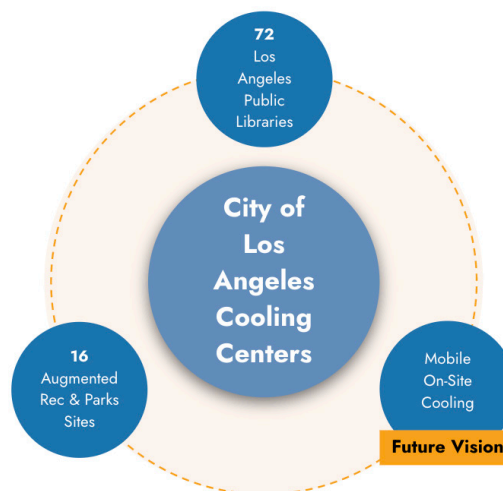 72
Los
Angeles
Public
Libraries
City of
Los
Angeles
Cooling
Centers
16
Augmented
Rec & Parks
Sites
Mobile
On-Site
Cooling
Future Vision